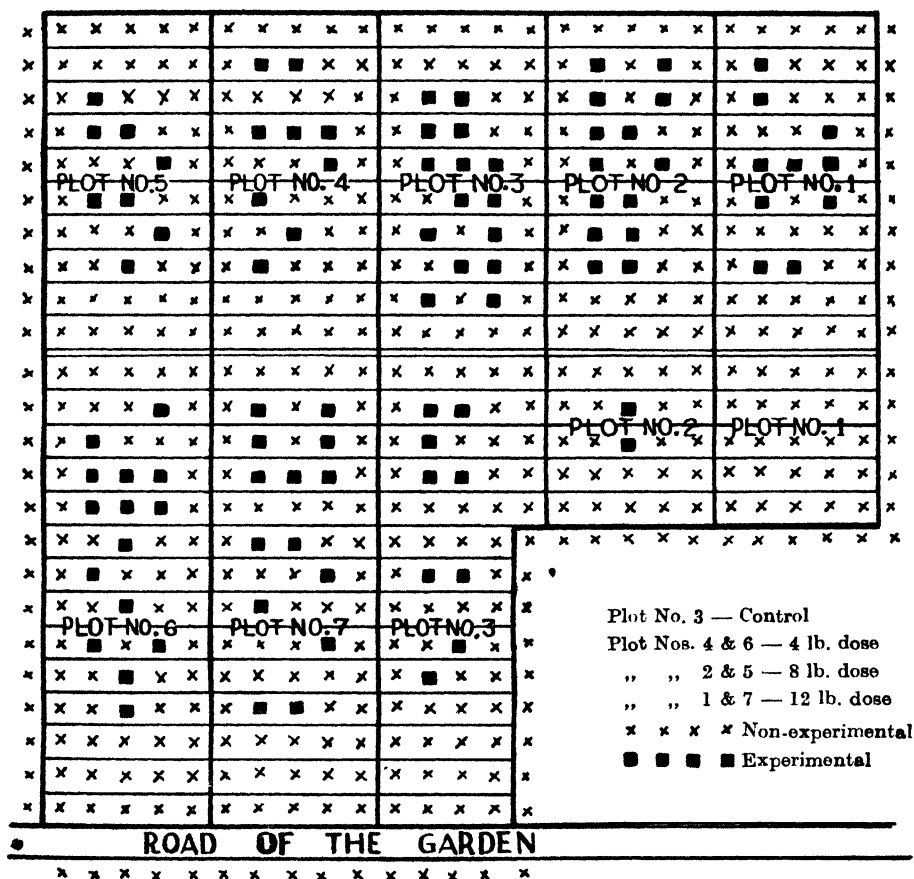 PLOT NO.5 PLOT NO.4 PLOT NO.3 PLOT NO 2 PLOT NO.1
PLOT NO.2 PLOT NO.1
PLOT NO.6 PLOT NO.7 PLOT NO.3
Plot No. 3 — Control
Plot Nos. 4 & 6 — 4 lb. dose
,, ,, 2 & 5 — 8 lb. dose
,, ,, 1 & 7 — 12 lb. dose
x x x x Non-experimental
■ ■ ■ ■ Experimental
ROAD OF THE GARDEN